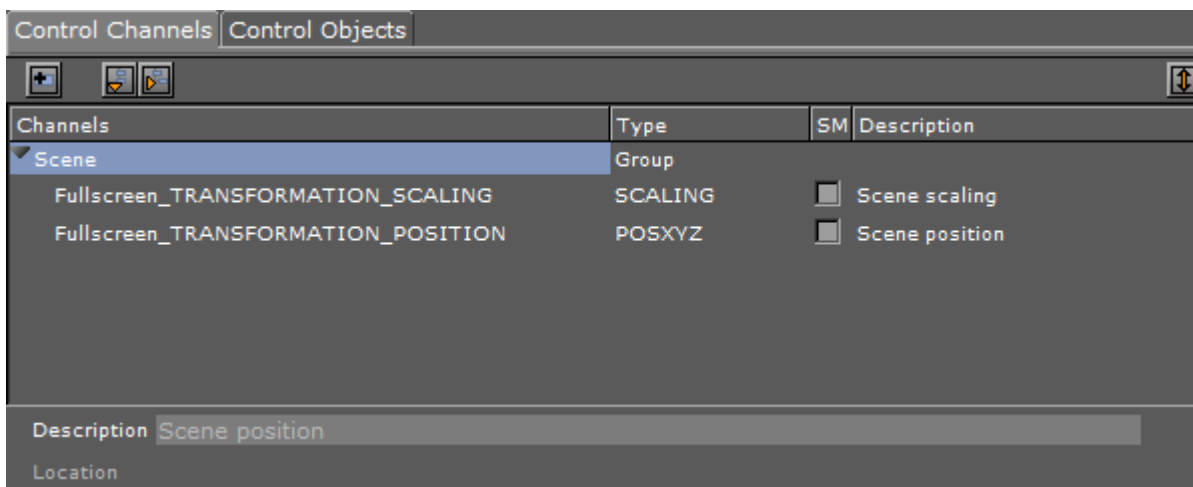 Control Channels Control Objects
Channels Type SM Description
Scene Group
Fullscreen_TRANSFORMATION_SCALING SCALING Scene scaling
Fullscreen_TRANSFORMATION_POSITION POSXYZ Scene position
Description Scene position
Location